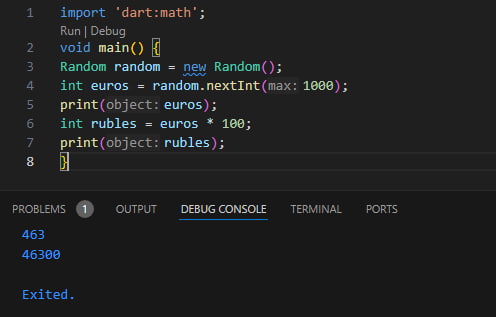 1 import 'dart:math';
Run | Debug
2 void main() {
3 Random random = new Random();
4 int euros = random.nextInt(max: 1000);
5 print(object: euros);
6 int rubles = euros * 100;
7 print(object: rubles);
8 }
PROBLEMS 1 OUTPUT DEBUG CONSOLE TERMINAL PORTS
463
46300
Exited.